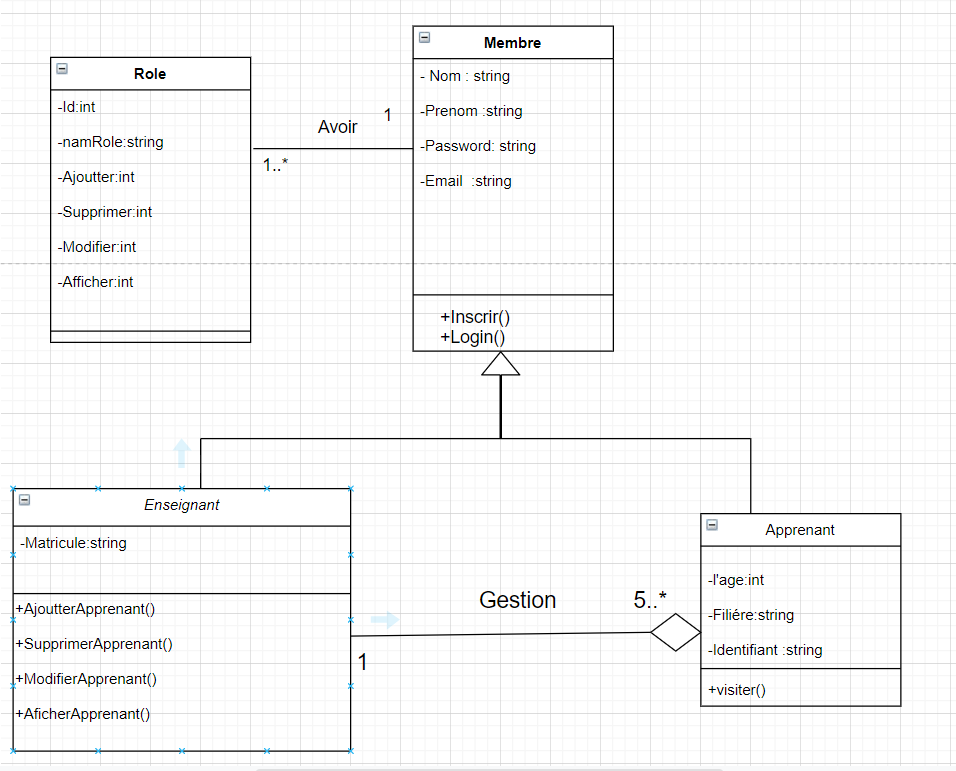 Role
-Id:int
-namRole:string
-Ajoutter:int
-Supprimer:int
-Modifier:int
-Afficher:int
Avoir
1
1..*
Membre
- Nom : string
-Prenom :string
-Password: string
-Email  :string
+Inscrir()
+Login()
Enseignant
-Matricule:string
+AjoutterApprenant()
+SupprimerApprenant()
+ModifierApprenant()
+AficherApprenant()
Gestion
5..*
1
Apprenant
-l'age:int
-Filiére:string
-Identifiant :string
+visiter()